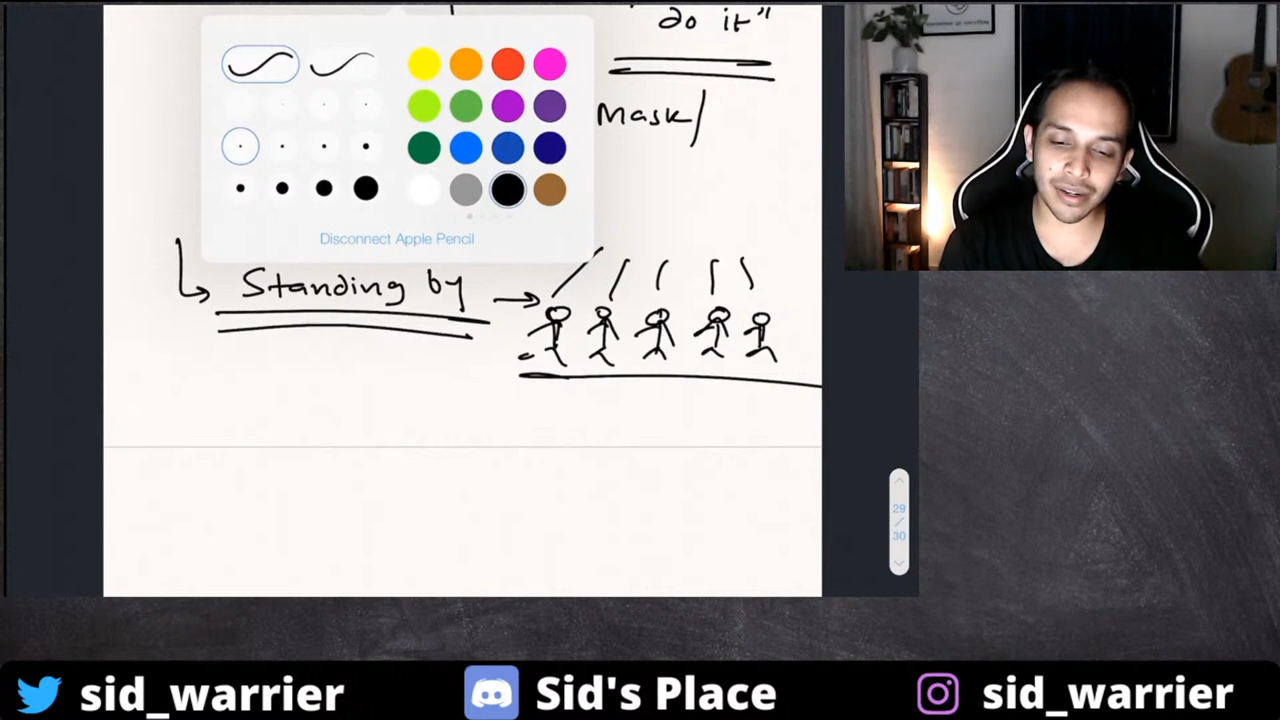 do it"
Mask/
Disconnect Apple Pencil
Standing by
29
/
30
sid_warrier
Sid's Place
sid_warrier